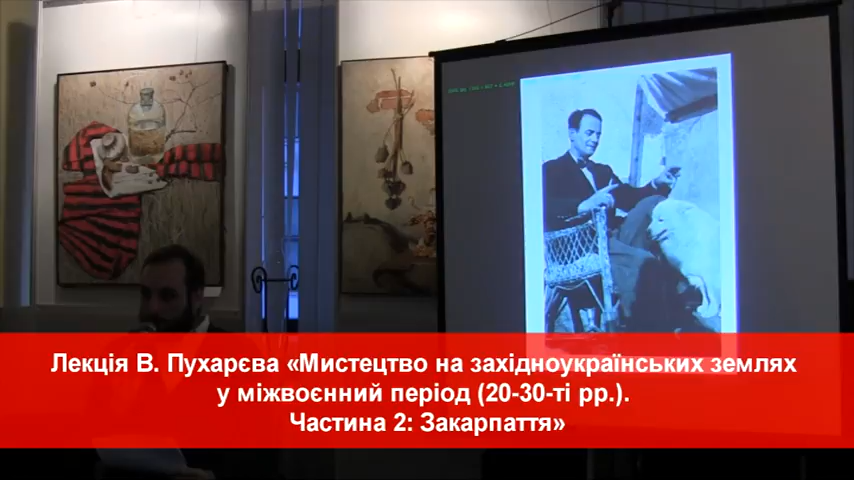 Лекція В. Пухарєва «Мистецтво на західноукраїнських землях
у міжвоєнний період (20-30-ті рр.).
Частина 2: Закарпаття»